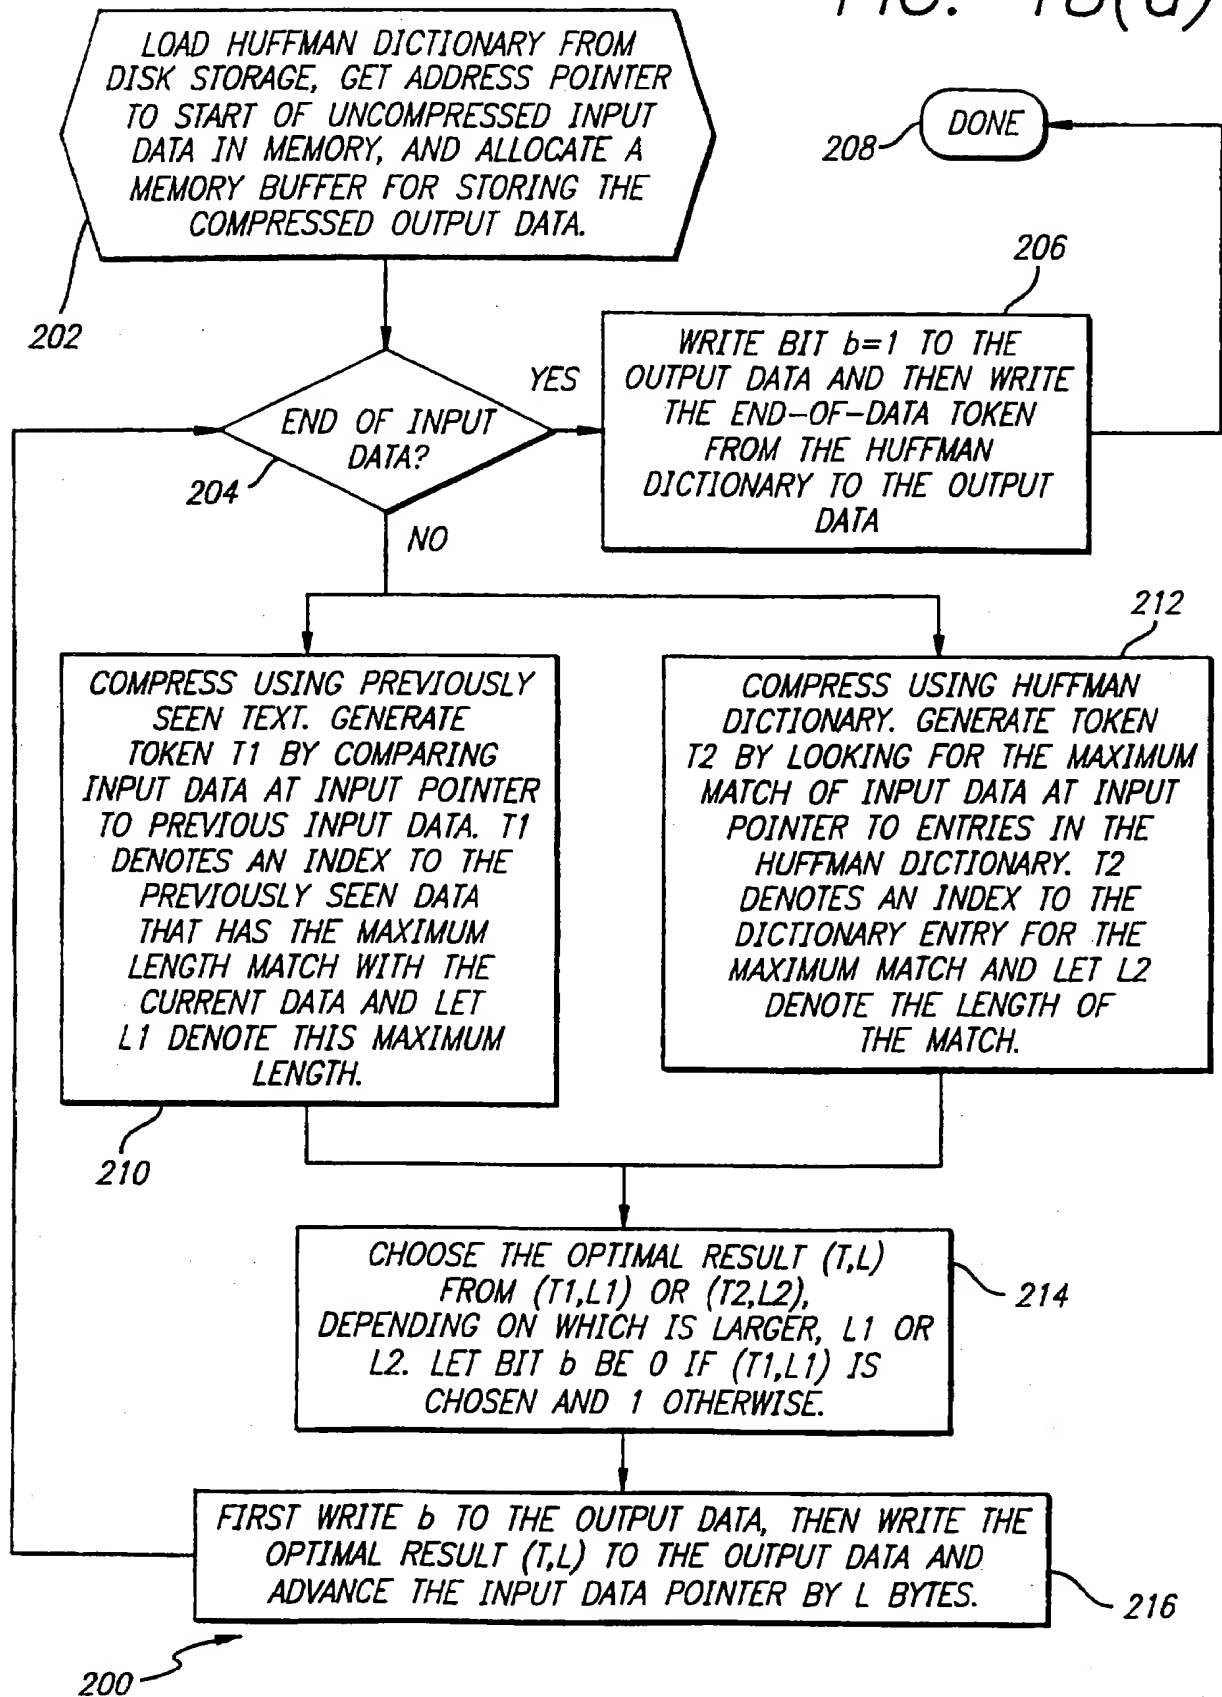 LOAD HUFFMAN DICTIONARY FROM
DISK STORAGE, GET ADDRESS POINTER
TO START OF UNCOMPRESSED INPUT
DATA IN MEMORY, AND ALLOCATE A
MEMORY BUFFER FOR STORING THE
COMPRESSED OUTPUT DATA.
202
208
DONE
206
WRITE BIT b=1 TO THE
OUTPUT DATA AND THEN WRITE
THE END-OF-DATA TOKEN
FROM THE HUFFMAN
DICTIONARY TO THE OUTPUT
DATA
YES
END OF INPUT
DATA?
204
NO
COMPRESS USING PREVIOUSLY
SEEN TEXT. GENERATE
TOKEN T1 BY COMPARING
INPUT DATA AT INPUT POINTER
TO PREVIOUS INPUT DATA. T1
DENOTES AN INDEX TO THE
PREVIOUSLY SEEN DATA
THAT HAS THE MAXIMUM
LENGTH MATCH WITH THE
CURRENT DATA AND LET
L1 DENOTE THIS MAXIMUM
LENGTH.
210
212
COMPRESS USING HUFFMAN
DICTIONARY. GENERATE TOKEN
T2 BY LOOKING FOR THE MAXIMUM
MATCH OF INPUT DATA AT INPUT
POINTER TO ENTRIES IN THE
HUFFMAN DICTIONARY. T2
DENOTES AN INDEX TO THE
DICTIONARY ENTRY FOR THE
MAXIMUM MATCH AND LET L2
DENOTE THE LENGTH OF
THE MATCH.
CHOOSE THE OPTIMAL RESULT (T,L)
FROM (T1,L1) OR (T2,L2),
DEPENDING ON WHICH IS LARGER, L1 OR
L2. LET BIT b BE 0 IF (T1,L1) IS
CHOSEN AND 1 OTHERWISE.
214
FIRST WRITE b TO THE OUTPUT DATA, THEN WRITE THE
OPTIMAL RESULT (T,L) TO THE OUTPUT DATA AND
ADVANCE THE INPUT DATA POINTER BY L BYTES.
216
200